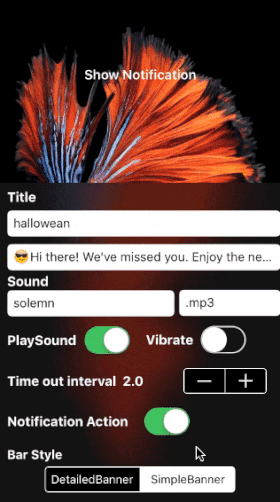 Show Notification
Title
hallowean
😎Hi there! We've missed you. Enjoy the ne...
Sound
solemn .mp3
PlaySound Vibrate
Time out interval 2.0 − +
Notification Action
Bar Style
DetailedBanner SimpleBanner